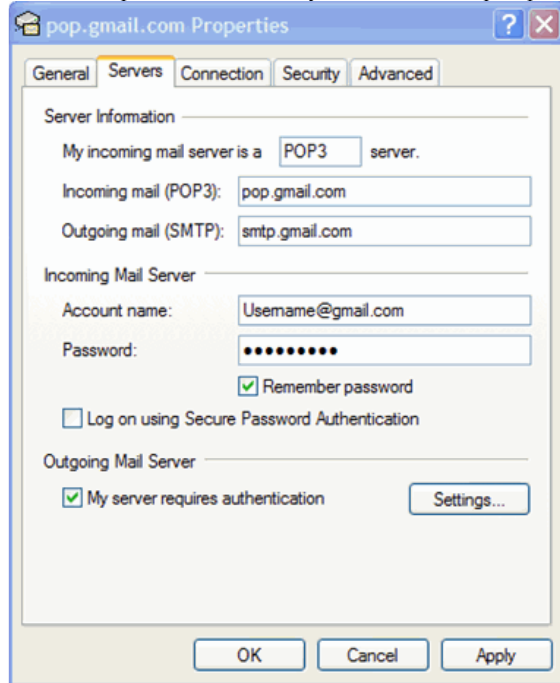 pop.gmail.com Properties
General Servers Connection Security Advanced
Server Information
My incoming mail server is a POP3 server.
Incoming mail (POP3): pop.gmail.com
Outgoing mail (SMTP): smtp.gmail.com
Incoming Mail Server
Account name: Username@gmail.com
Password: •••••••••
Remember password
Log on using Secure Password Authentication
Outgoing Mail Server
My server requires authentication Settings...
OK Cancel Apply